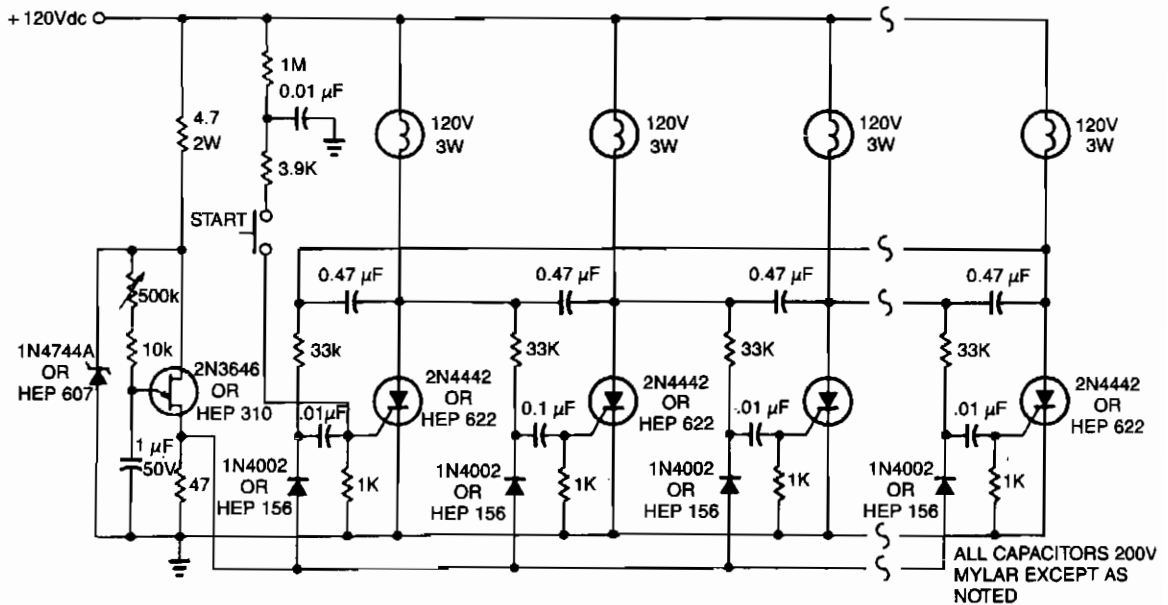 + 120Vdc
1M
0.01 µF
4.7
2W
3.9K
START
120V
3W
120V
3W
120V
3W
120V
3W
0.47 µF
0.47 µF
0.47 µF
0.47 µF
500k
10k
1N4744A
OR
HEP 607
2N3646
OR
HEP 310
1 µF
50V
47
33k
33K
33K
33K
.01µF
0.1 µF
.01 µF
.01 µF
2N4442
OR
HEP 622
2N4442
OR
HEP 622
2N4442
OR
HEP 622
1N4002
OR
HEP 156
1N4002
OR
HEP 156
1N4002
OR
HEP 156
1N4002
OR
HEP 156
1K
1K
1K
1K
ALL CAPACITORS 200V
MYLAR EXCEPT AS
NOTED